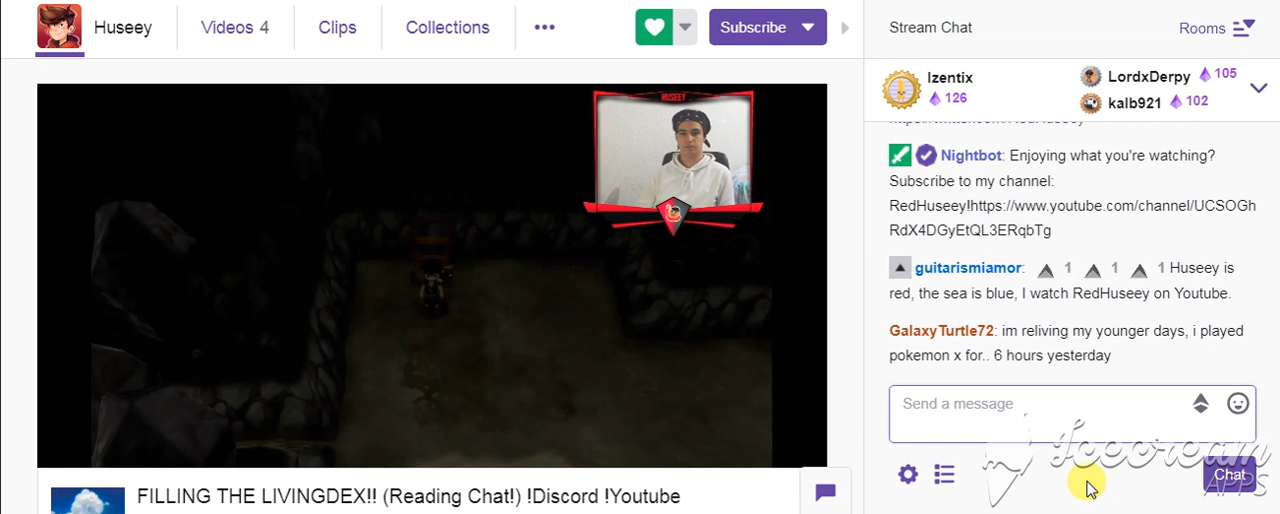 Huseey
Videos 4
Clips
Collections
Subscribe
HUSEEY
FILLING THE LIVINGDEX!! (Reading Chat!) !Discord !Youtube
Stream Chat
Rooms
Izentix
126
LordxDerpy 105
kalb921 102
Nightbot: Enjoying what you're watching?
Subscribe to my channel:
RedHuseey!https://www.youtube.com/channel/UCSOGh
RdX4DGyEtQL3ERqbTg
guitarismiamor: 1 1 1 Huseey is
red, the sea is blue, I watch RedHuseey on Youtube.
GalaxyTurtle72: im reliving my younger days, i played
pokemon x for.. 6 hours yesterday
Send a message
Chat
Icecream
APPS